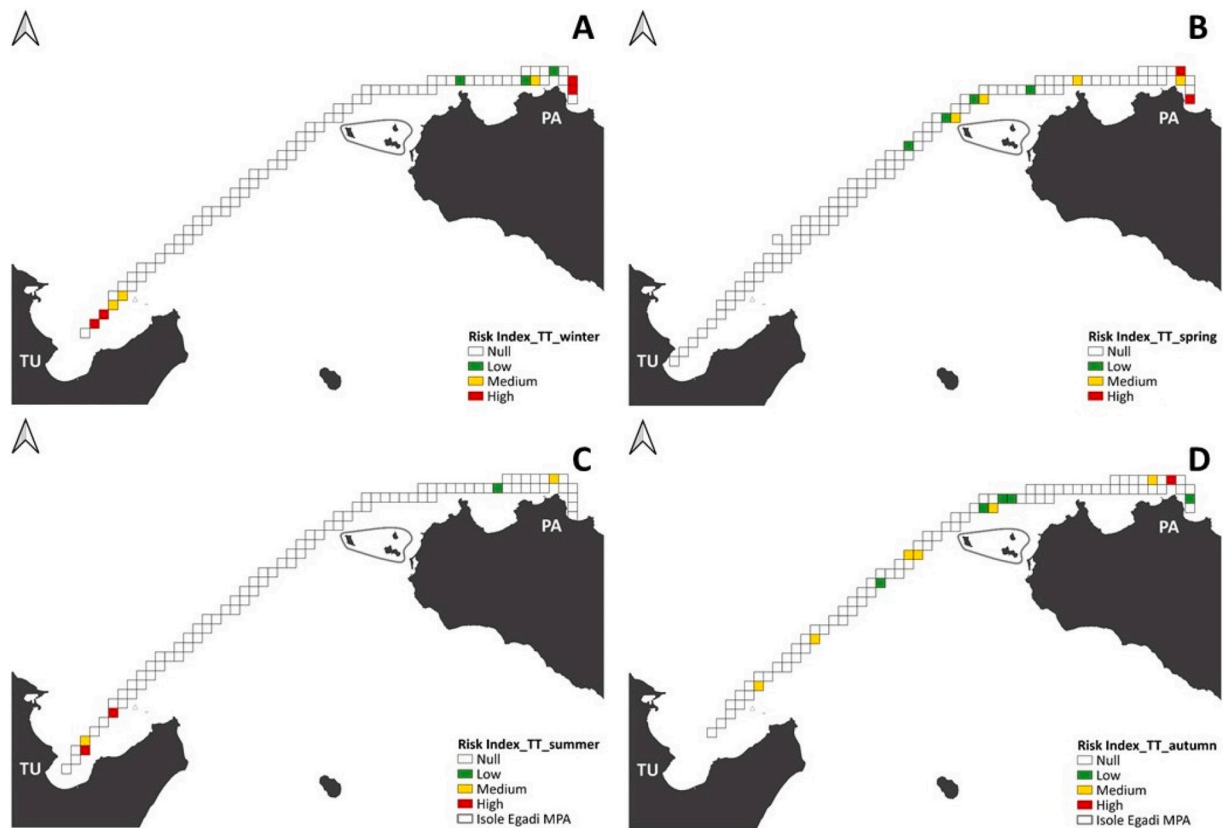 A
PA
TU
Risk Index_TT_winter
Null
Low
Medium
High
B
PA
TU
Risk Index_TT_spring
Null
Low
Medium
High
C
PA
TU
Risk Index_TT_summer
Null
Low
Medium
High
Isole Egadi MPA
D
PA
TU
Risk Index_TT_autumn
Null
Low
Medium
High
Isole Egadi MPA